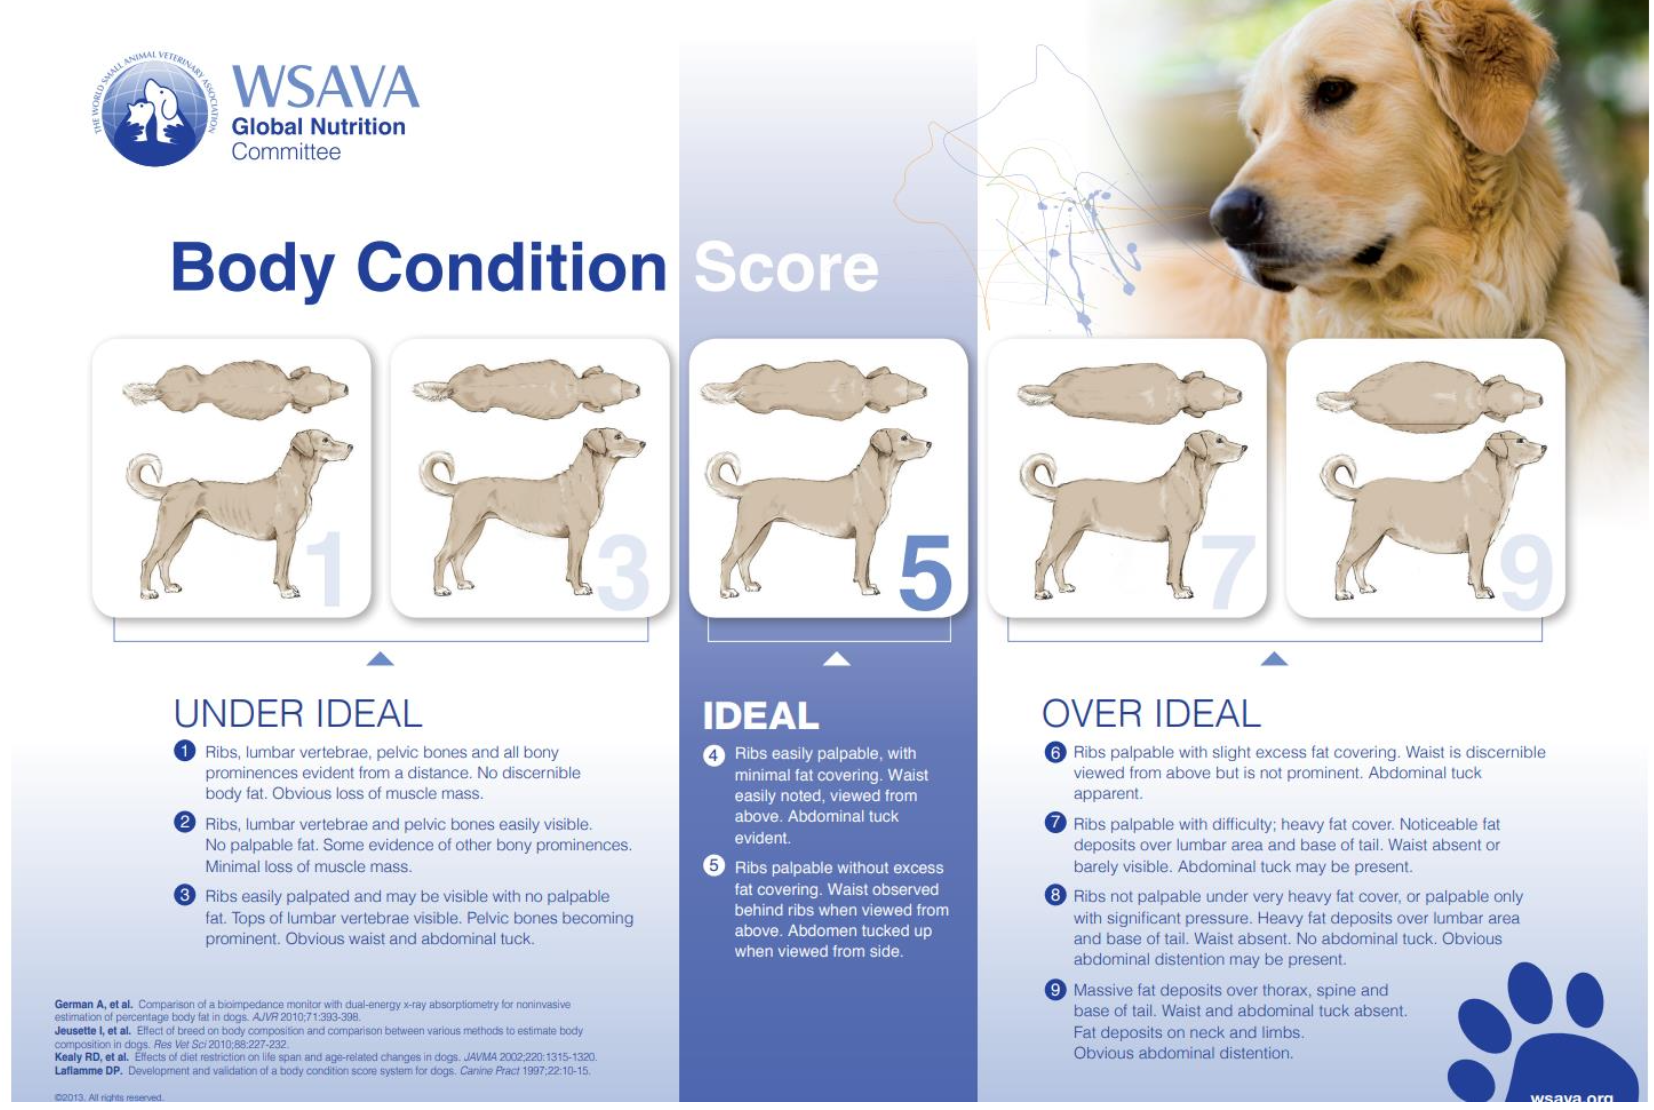 THE WORLD SMALL ANIMAL VETERINARY ASSOCIATION
WSAVA
Global Nutrition
Committee
Body Condition Score
1
3
5
7
9
UNDER IDEAL
1 Ribs, lumbar vertebrae, pelvic bones and all bony
prominences evident from a distance. No discernible
body fat. Obvious loss of muscle mass.
2 Ribs, lumbar vertebrae and pelvic bones easily visible.
No palpable fat. Some evidence of other bony prominences.
Minimal loss of muscle mass.
3 Ribs easily palpated and may be visible with no palpable
fat. Tops of lumbar vertebrae visible. Pelvic bones becoming
prominent. Obvious waist and abdominal tuck.
IDEAL
4 Ribs easily palpable, with
minimal fat covering. Waist
easily noted, viewed from
above. Abdominal tuck
evident.
5 Ribs palpable without excess
fat covering. Waist observed
behind ribs when viewed from
above. Abdomen tucked up
when viewed from side.
OVER IDEAL
6 Ribs palpable with slight excess fat covering. Waist is discernible
viewed from above but is not prominent. Abdominal tuck
apparent.
7 Ribs palpable with difficulty; heavy fat cover. Noticeable fat
deposits over lumbar area and base of tail. Waist absent or
barely visible. Abdominal tuck may be present.
8 Ribs not palpable under very heavy fat cover, or palpable only
with significant pressure. Heavy fat deposits over lumbar area
and base of tail. Waist absent. No abdominal tuck. Obvious
abdominal distention may be present.
9 Massive fat deposits over thorax, spine and
base of tail. Waist and abdominal tuck absent.
Fat deposits on neck and limbs.
Obvious abdominal distention.
German A, et al. Comparison of a bioimpedance monitor with dual-energy x-ray absorptiometry for noninvasive
estimation of percentage body fat in dogs. AJVR 2010;71:393-398.
Jeusette I, et al. Effect of breed on body composition and comparison between various methods to estimate body
composition in dogs. Res Vet Sci 2010;88:227-232.
Kealy RD, et al. Effects of diet restriction on life span and age-related changes in dogs. JAVMA 2002;220:1315-1320.
Laflamme DP. Development and validation of a body condition score system for dogs. Canine Pract 1997;22:10-15.
©2013. All rights reserved.
wsava.org